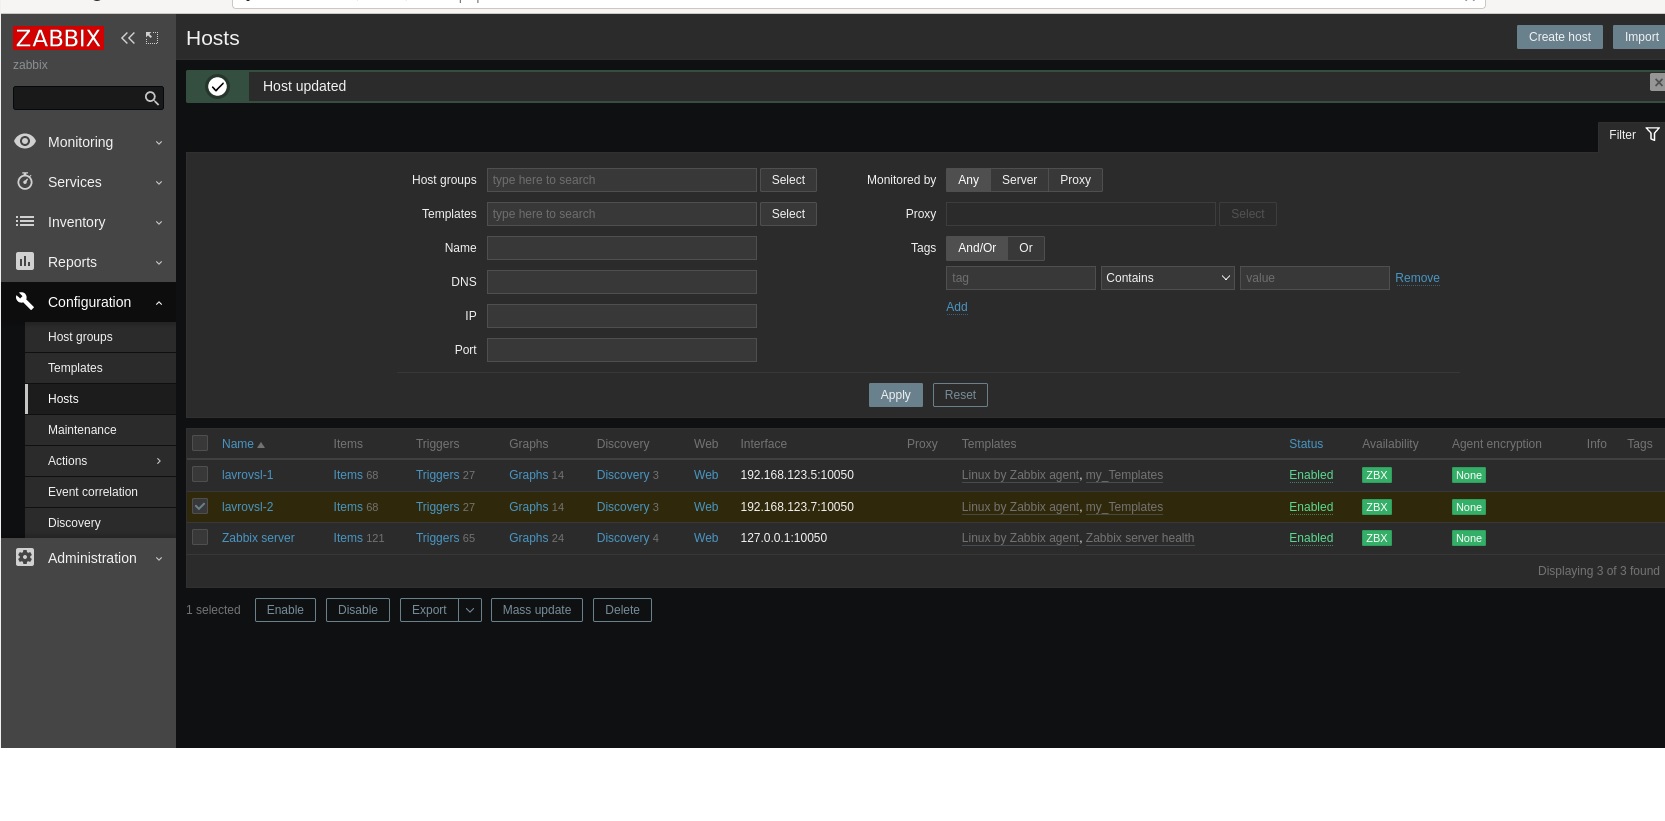 ZABBIX
zabbix
Monitoring
Services
Inventory
Reports
Configuration
Host groups
Templates
Hosts
Maintenance
Actions
Event correlation
Discovery
Administration
Hosts
Create host Import
Host updated
Filter
Host groups type here to search Select
Templates type here to search Select
Name
DNS
IP
Port
Monitored by Any Server Proxy
Proxy Select
Tags And/Or Or
tag Contains value Remove
Add
Apply Reset
Name Items Triggers Graphs Discovery Web Interface Proxy Templates Status Availability Agent encryption Info Tags
lavrovsl-1 Items 68 Triggers 27 Graphs 14 Discovery 3 Web 192.168.123.5:10050 Linux by Zabbix agent, my_Templates Enabled ZBX None
lavrovsl-2 Items 68 Triggers 27 Graphs 14 Discovery 3 Web 192.168.123.7:10050 Linux by Zabbix agent, my_Templates Enabled ZBX None
Zabbix server Items 121 Triggers 65 Graphs 24 Discovery 4 Web 127.0.0.1:10050 Linux by Zabbix agent, Zabbix server health Enabled ZBX None
Displaying 3 of 3 found
1 selected Enable Disable Export Mass update Delete